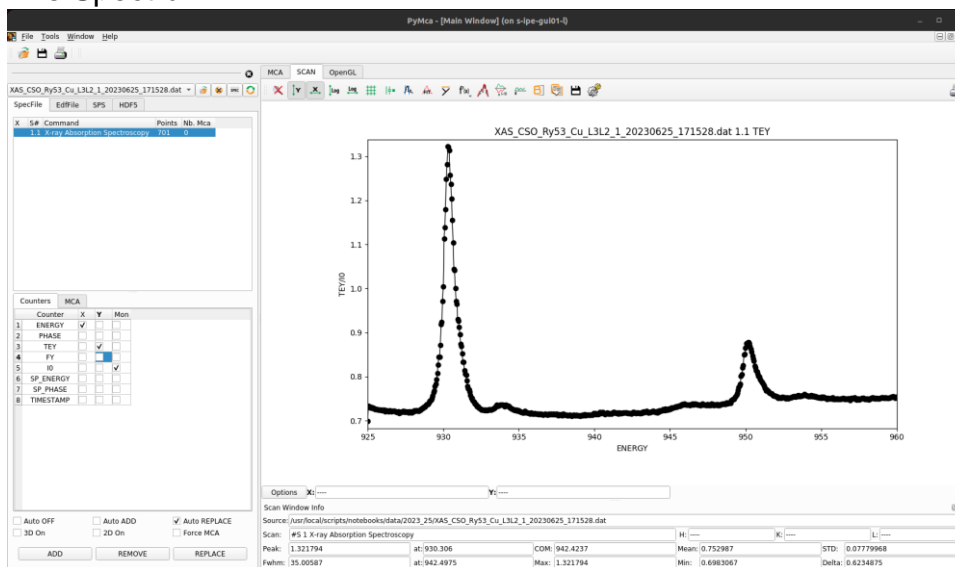 PyMca - [Main Window] (on s-ipe-gui01-l)
File Tools Window Help
XAS_CSO_Ry53_Cu_L3L2_1_20230625_171528.dat
SpecFile EdfFile SPS HDF5
X S# Command Points Nb. Mca
1.1 X-ray Absorption Spectroscopy 701 0
Counters MCA
Counter X Y Mon
1 ENERGY
2 PHASE
3 TEY
4 FY
5 I0
6 SP_ENERGY
7 SP_PHASE
8 TIMESTAMP
Auto OFF Auto ADD Auto REPLACE
3D On 2D On Force MCA
ADD REMOVE REPLACE
MCA SCAN OpenGL
XAS_CSO_Ry53_Cu_L3L2_1_20230625_171528.dat 1.1 TEY
1.3
1.2
1.1
1.0
0.9
0.8
0.7
TEY/I0
925 930 935 940 945 950 955 960
ENERGY
Options X: ---- Y: ----
Scan Window Info
Source: /usr/local/scripts/notebooks/data/2023_25/XAS_CSO_Ry53_Cu_L3L2_1_20230625_171528.dat
Scan: #S 1 X-ray Absorption Spectroscopy H: ---- K: ---- L: ----
Peak: 1.321794 at: 930.306 COM: 942.4237 Mean: 0.752987 STD: 0.07779968
Fwhm: 35.00587 at: 942.4975 Max: 1.321794 Min: 0.6983067 Delta: 0.6234875